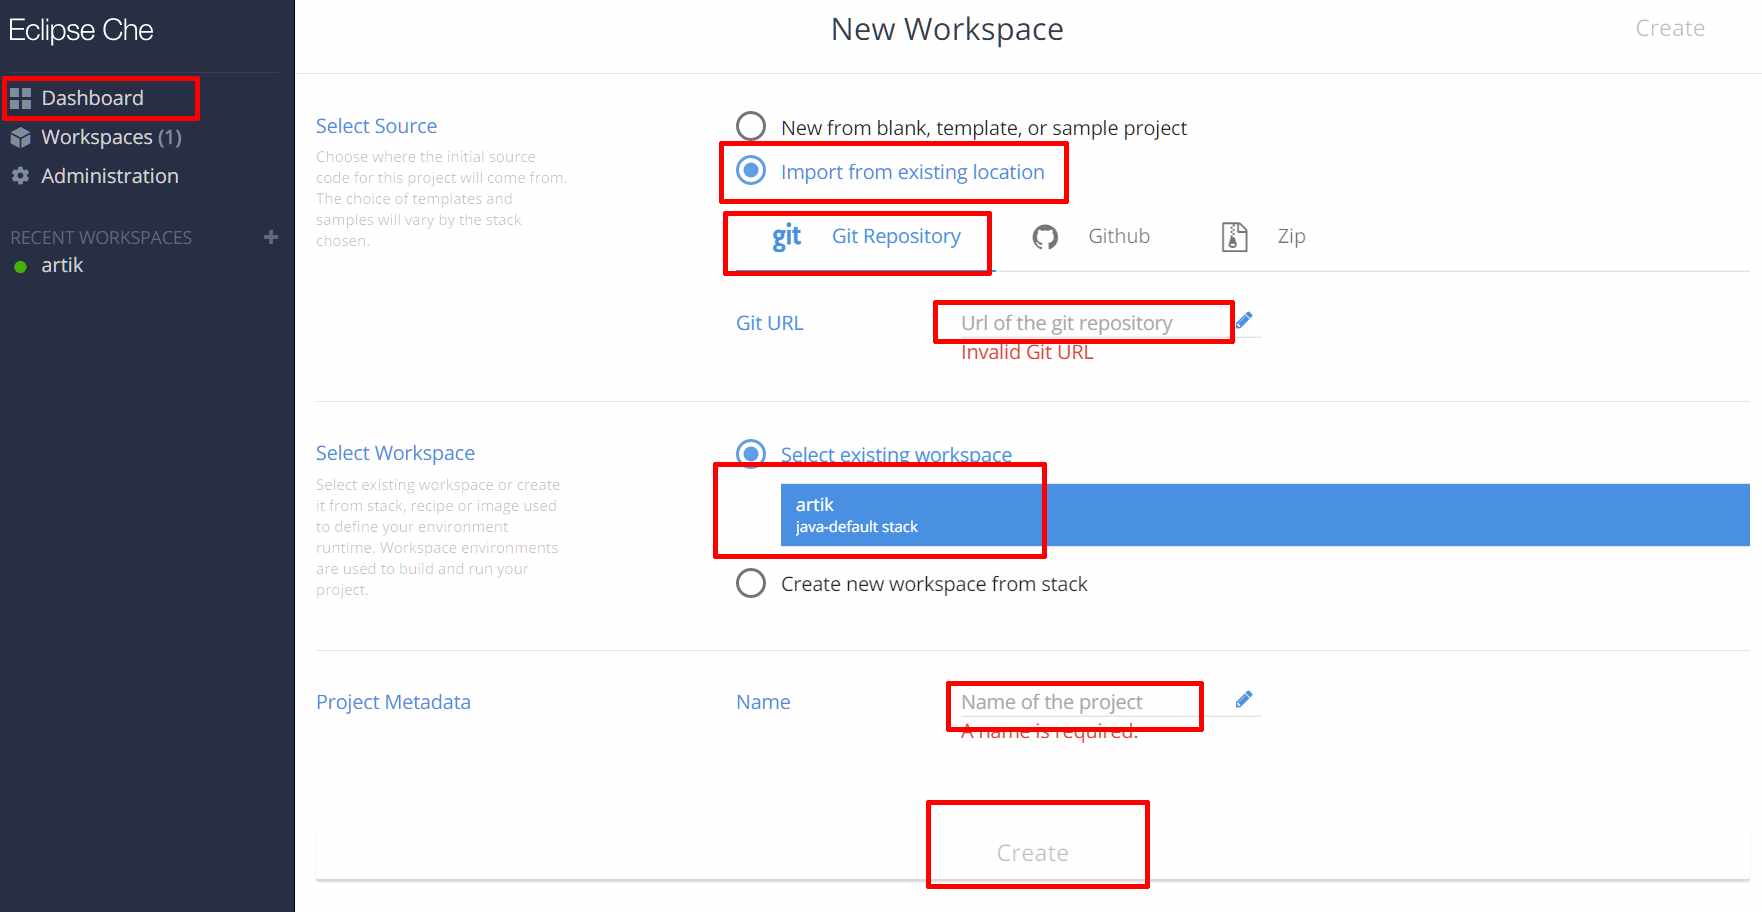 Eclipse Che
Dashboard
Workspaces (1)
Administration
RECENT WORKSPACES +
artik
New Workspace
Create
Select Source
Choose where the initial source
code for this project will come from.
The choice of templates and
samples will vary by the stack
chosen.
New from blank, template, or sample project
Import from existing location
git Git Repository Github Zip
Git URL Url of the git repository
Invalid Git URL
Select Workspace
Select existing workspace or create
it from stack, recipe or image used
to define your environment
runtime. Workspace environments
are used to build and run your
project.
Select existing workspace
artik
java-default stack
Create new workspace from stack
Project Metadata
Name Name of the project
A name is required.
Create